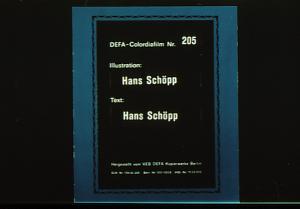 DEFA-Colordiafilm Nr. 205
Illustration:
Hans Schöpp
Text:
Hans Schöpp
Hergestellt vom VEB DEFA Kopierwerke Berlin